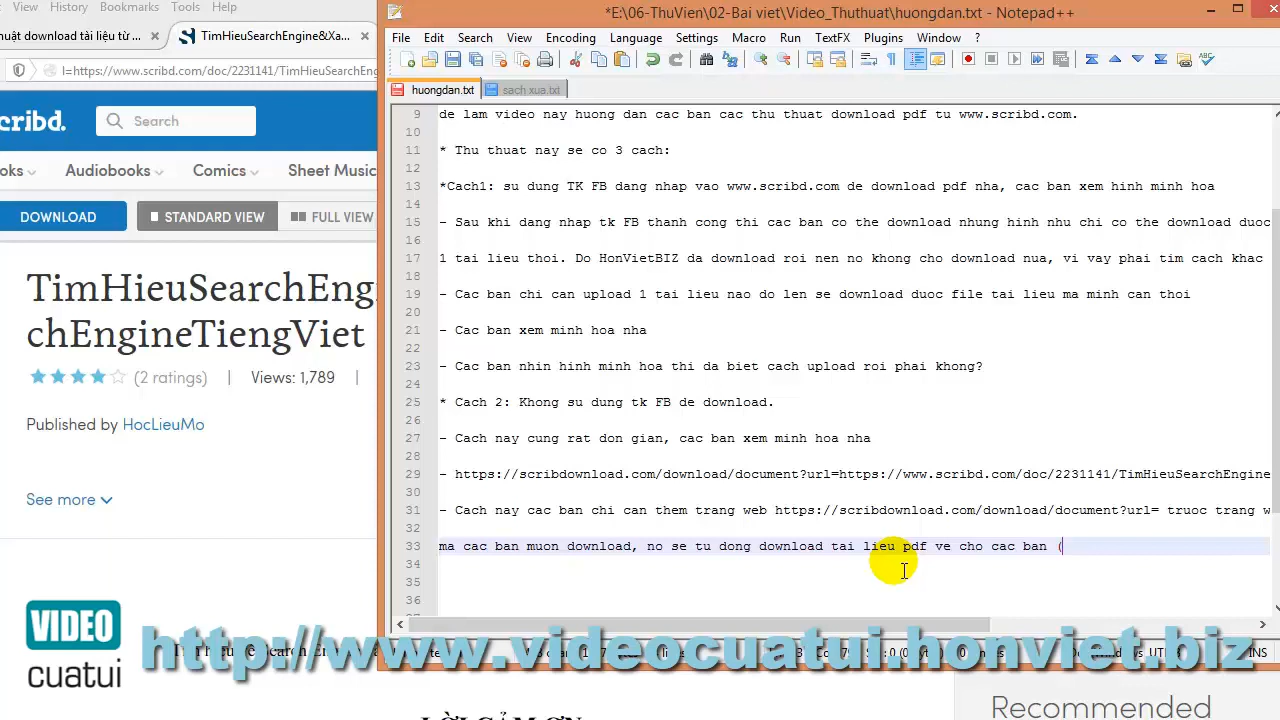 View History Bookmarks Tools Help
huật download tài liệu từ ...
TimHieuSearchEngine&Xa...
l=https://www.scribd.com/doc/2231141/TimHieuSearchEng
cribd.
Search
oks Audiobooks Comics Sheet Music
DOWNLOAD STANDARD VIEW FULL VIEW
TimHieuSearchEng
chEngineTiengViet
(2 ratings) | Views: 1,789 |
Published by HocLieuMo
See more
*E:\06-ThuVien\02-Bai viet\Video_Thuthuat\huongdan.txt - Notepad++
File Edit Search View Encoding Language Settings Macro Run TextFX Plugins Window ?
huongdan.txt sach xua.txt
9 de lam video nay huong dan cac ban cac thu thuat download pdf tu www.scribd.com.
10
11 * Thu thuat nay se co 3 cach:
12
13 *Cach1: su dung TK FB dang nhap vao www.scribd.com de download pdf nha, cac ban xem hinh minh hoa
14
15 - Sau khi dang nhap tk FB thanh cong thi cac ban co the download nhung hinh nhu chi co the download duoc
16
17 1 tai lieu thoi. Do HonVietBIZ da download roi nen no khong cho download nua, vi vay phai tim cach khac
18
19 - Cac ban chi can upload 1 tai lieu nao do len se download duoc file tai lieu ma minh can thoi
20
21 - Cac ban xem minh hoa nha
22
23 - Cac ban nhin hinh minh hoa thi da biet cach upload roi phai khong?
24
25 * Cach 2: Khong su dung tk FB de download.
26
27 - Cach nay cung rat don gian, cac ban xem minh hoa nha
28
29 - https://scribdownload.com/download/document?url=https://www.scribd.com/doc/2231141/TimHieuSearchEngine
30
31 - Cach nay cac ban chi can them trang web https://scribdownload.com/download/document?url= truoc trang w
32
33 ma cac ban muon download, no se tu dong download tai lieu pdf ve cho cac ban (
34
35
36
INS
VIDEO
cuatui
http://www.videocuatui.honviet.biz
Recommended
LỜI CẢM ƠN